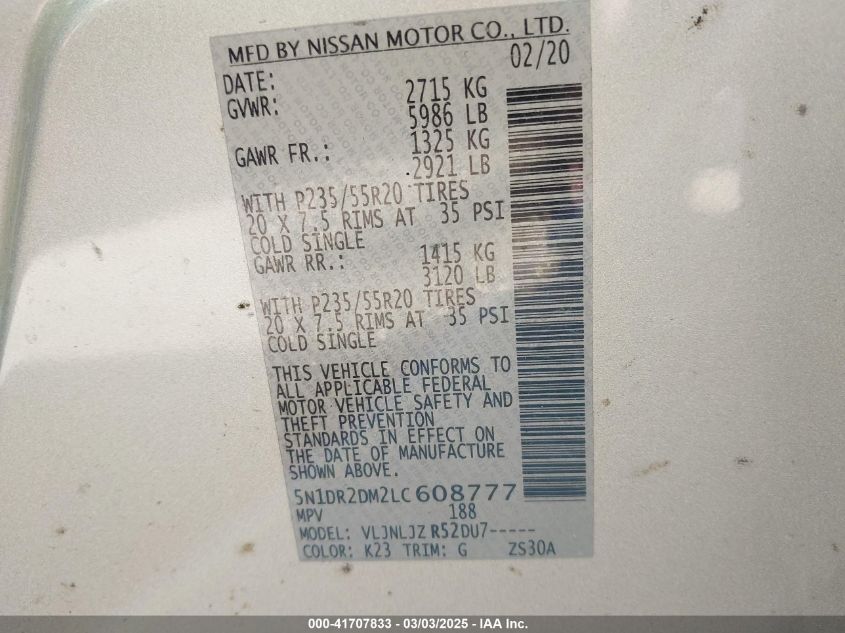 MFD BY NISSAN MOTOR CO., LTD.
DATE: 02/20
GVWR: 2715 KG
5986 LB
GAWR FR.: 1325 KG
2921 LB
WITH P235/55R20 TIRES
20 X 7.5 RIMS AT 35 PSI
COLD SINGLE
GAWR RR.: 1415 KG
3120 LB
WITH P235/55R20 TIRES
20 X 7.5 RIMS AT 35 PSI
COLD SINGLE
THIS VEHICLE CONFORMS TO
ALL APPLICABLE FEDERAL
MOTOR VEHICLE SAFETY AND
THEFT PREVENTION
STANDARDS IN EFFECT ON
THE DATE OF MANUFACTURE
SHOWN ABOVE.
5N1DR2DM2LC608777
MPV 188
MODEL: VLJNLJZ R52DU7-----
COLOR: K23 TRIM: G ZS30A
000-41707833 - 03/03/2025 - IAA Inc.